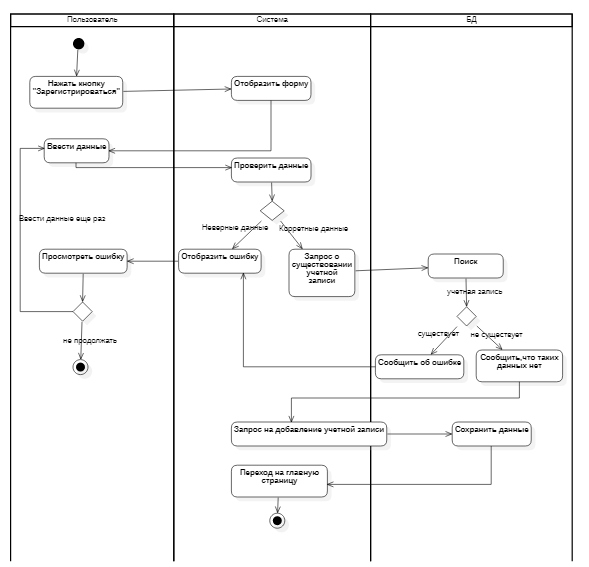 Пользователь
Система
БД
Нажать кнопку
"Зарегистрироваться"
Отобразить форму
Ввести данные
Проверить данные
Ввести данные еще раз
Неверные данные
Корретные данные
Просмотреть ошибку
Отобразить ошибку
Запрос о
существовании
учетной
записи
Поиск
учетная запись
не продолжать
существует
не существует
Сообщить об ошибке
Сообщить,что таких
данных нет
Запрос на добавление учетной записи
Сохранить данные
Переход на главную
страницу